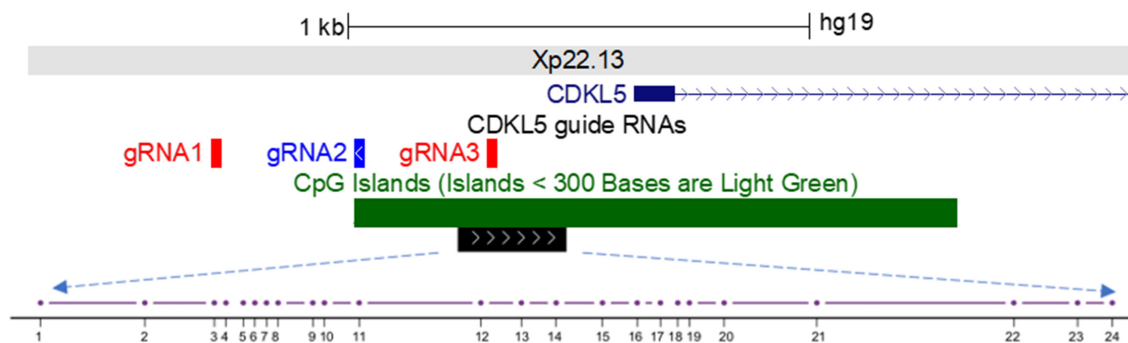 1 kb hg19
Xp22.13
CDKL5
CDKL5 guide RNAs
gRNA1 gRNA2 gRNA3
CpG Islands (Islands < 300 Bases are Light Green)
1 2 3 4 5 6 7 8 9 10 11 12 13 14 15 16 17 18 19 20 21 22 23 24